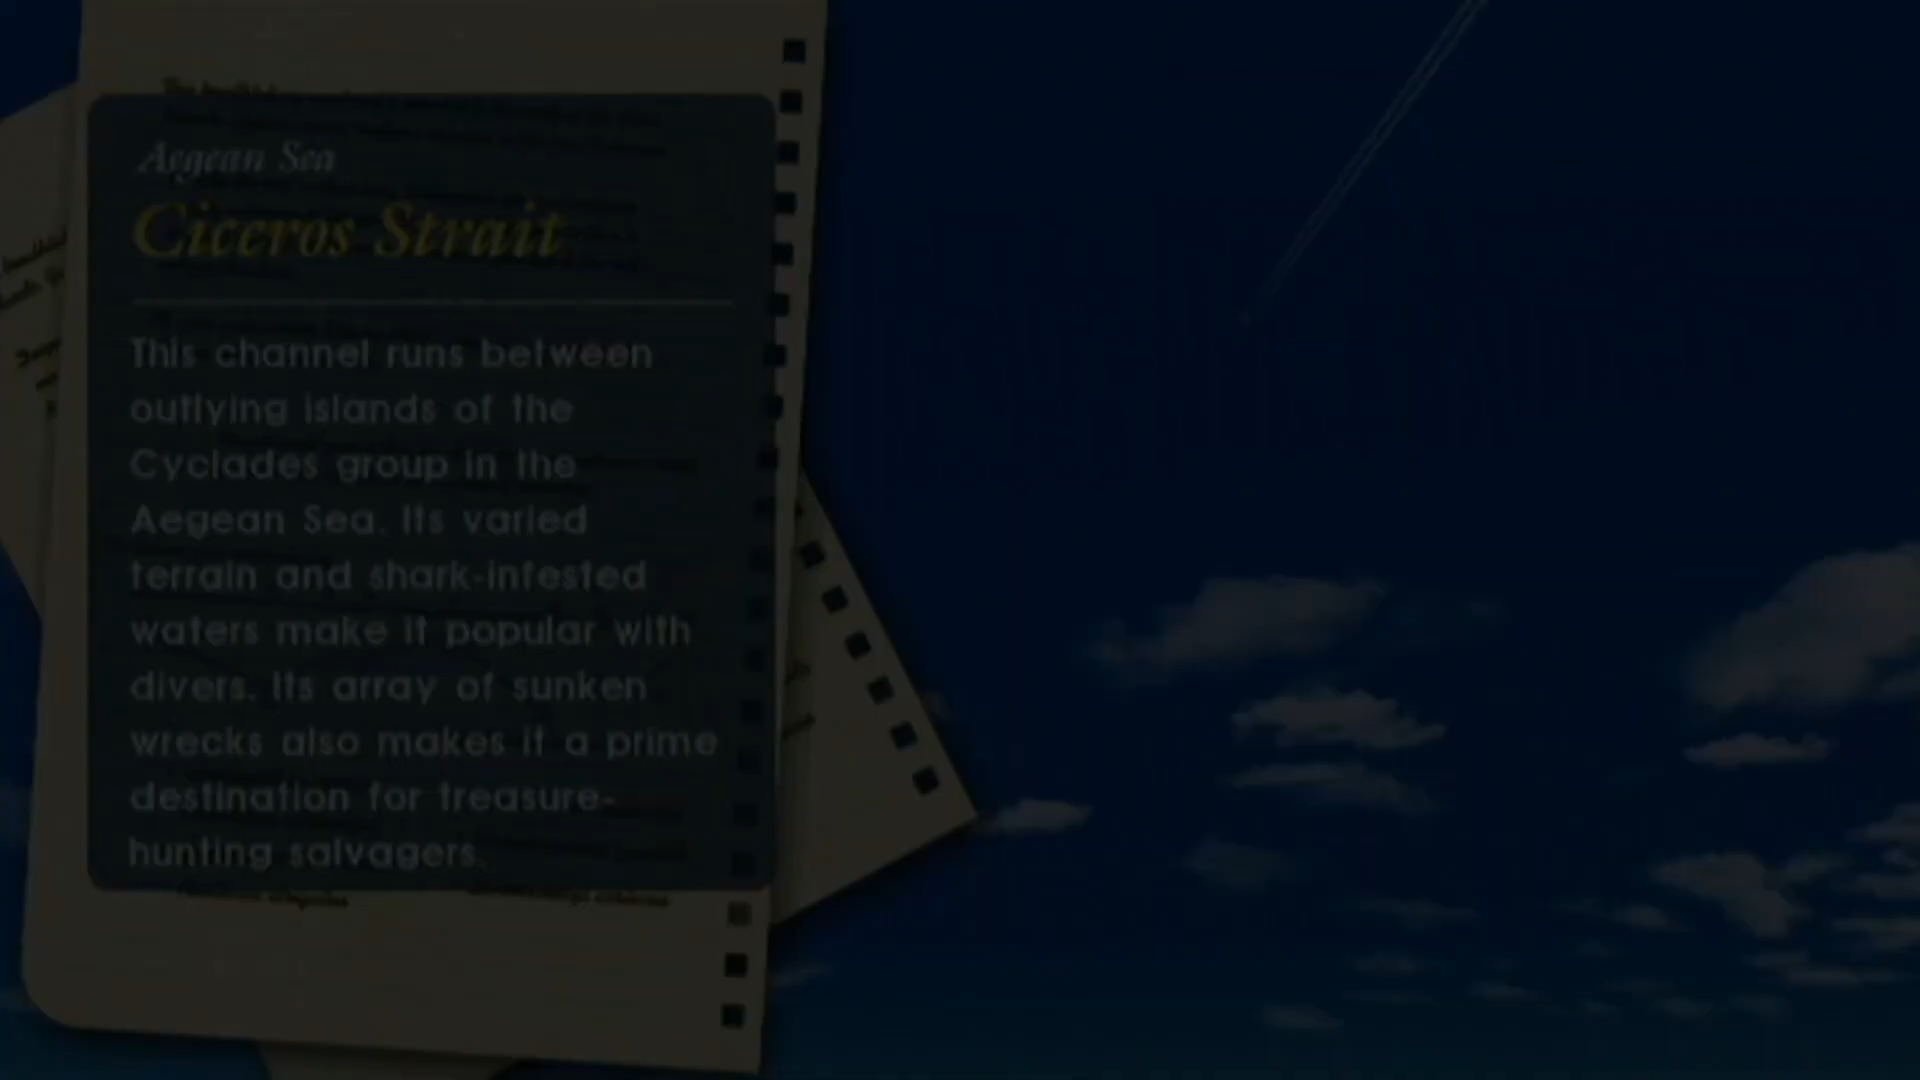 Aegean Sea
Ciceros Strait
This channel runs between
outlying islands of the
Cyclades group in the
Aegean Sea. Its varied
terrain and shark-infested
waters make it popular with
divers. Its array of sunken
wrecks also makes it a prime
destination for treasure-
hunting salvagers.